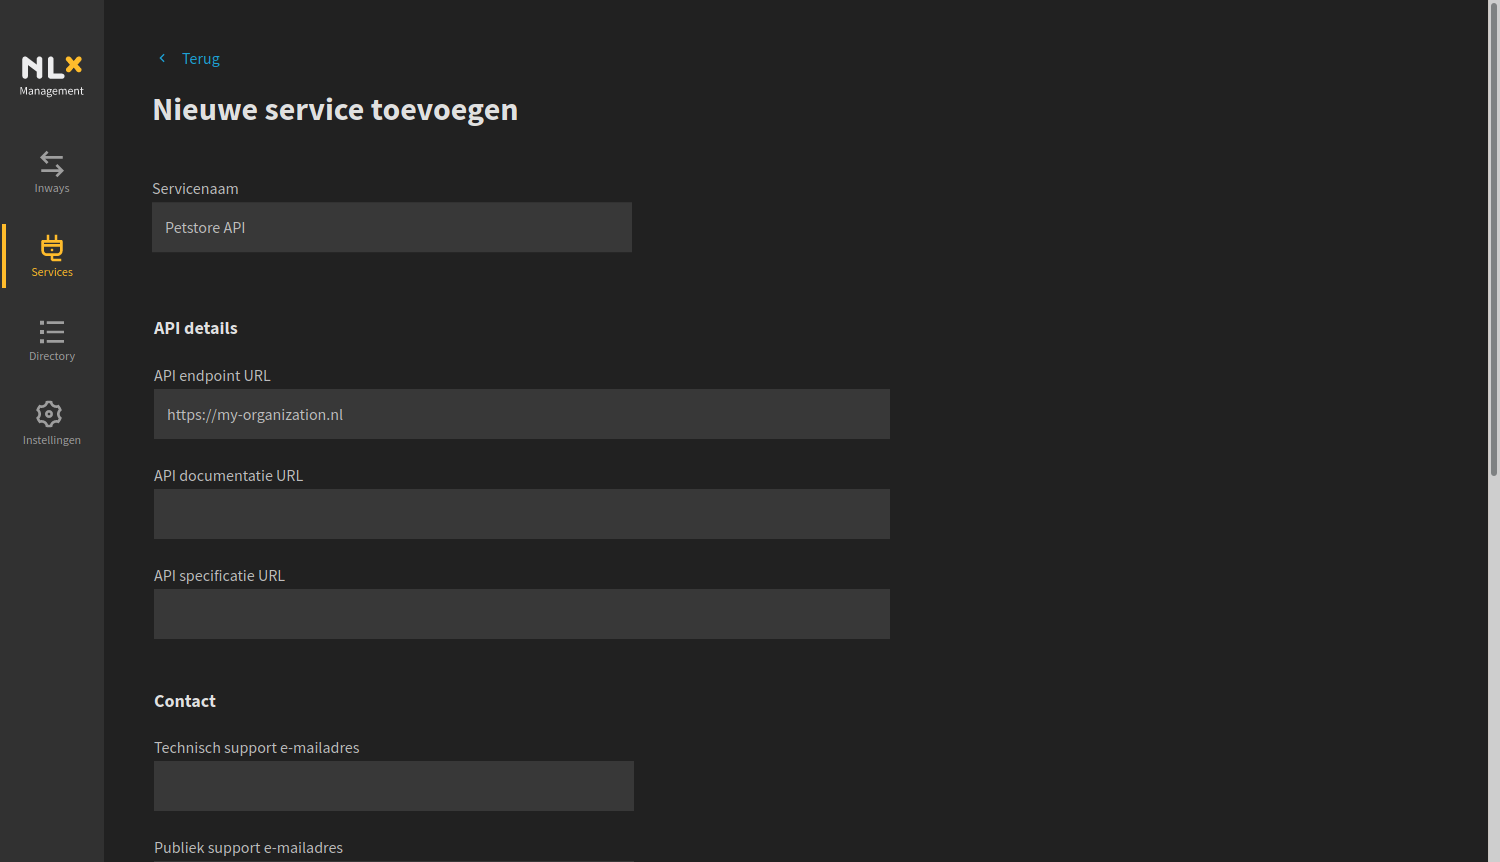 NLX
Management
Inways
Services
Directory
Instellingen
Terug
Nieuwe service toevoegen
Servicenaam
Petstore API
API details
API endpoint URL
https://my-organization.nl
API documentatie URL
API specificatie URL
Contact
Technisch support e-mailadres
Publiek support e-mailadres